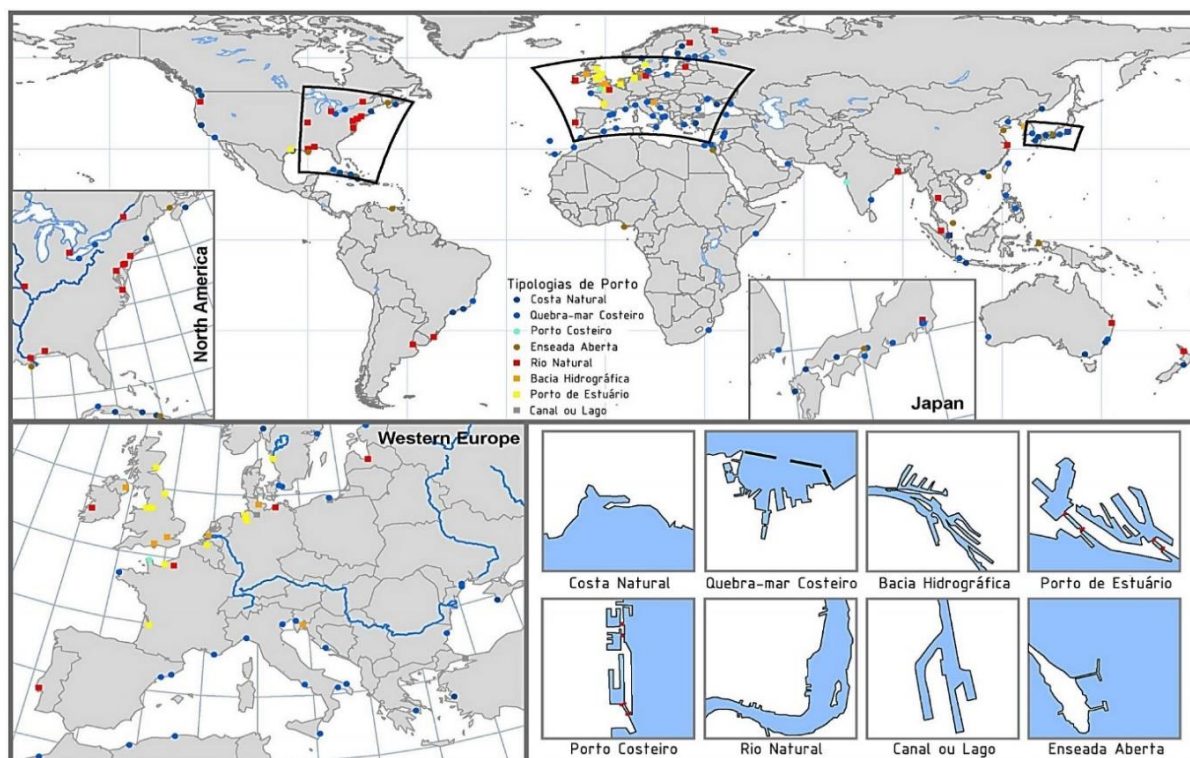 Tipologias de Porto
Costa Natural
Quebra-mar Costeiro
Porto Costeiro
Enseada Aberta
Rio Natural
Bacia Hidrográfica
Porto de Estuário
Canal ou Lago
North America
Japan
Western Europe
Costa Natural
Quebra-mar Costeiro
Bacia Hidrográfica
Porto de Estuário
Porto Costeiro
Rio Natural
Canal ou Lago
Enseada Aberta